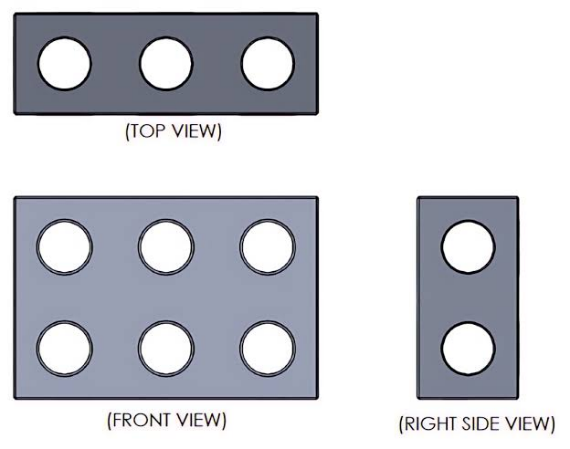 (TOP VIEW)
(FRONT VIEW)
(RIGHT SIDE VIEW)